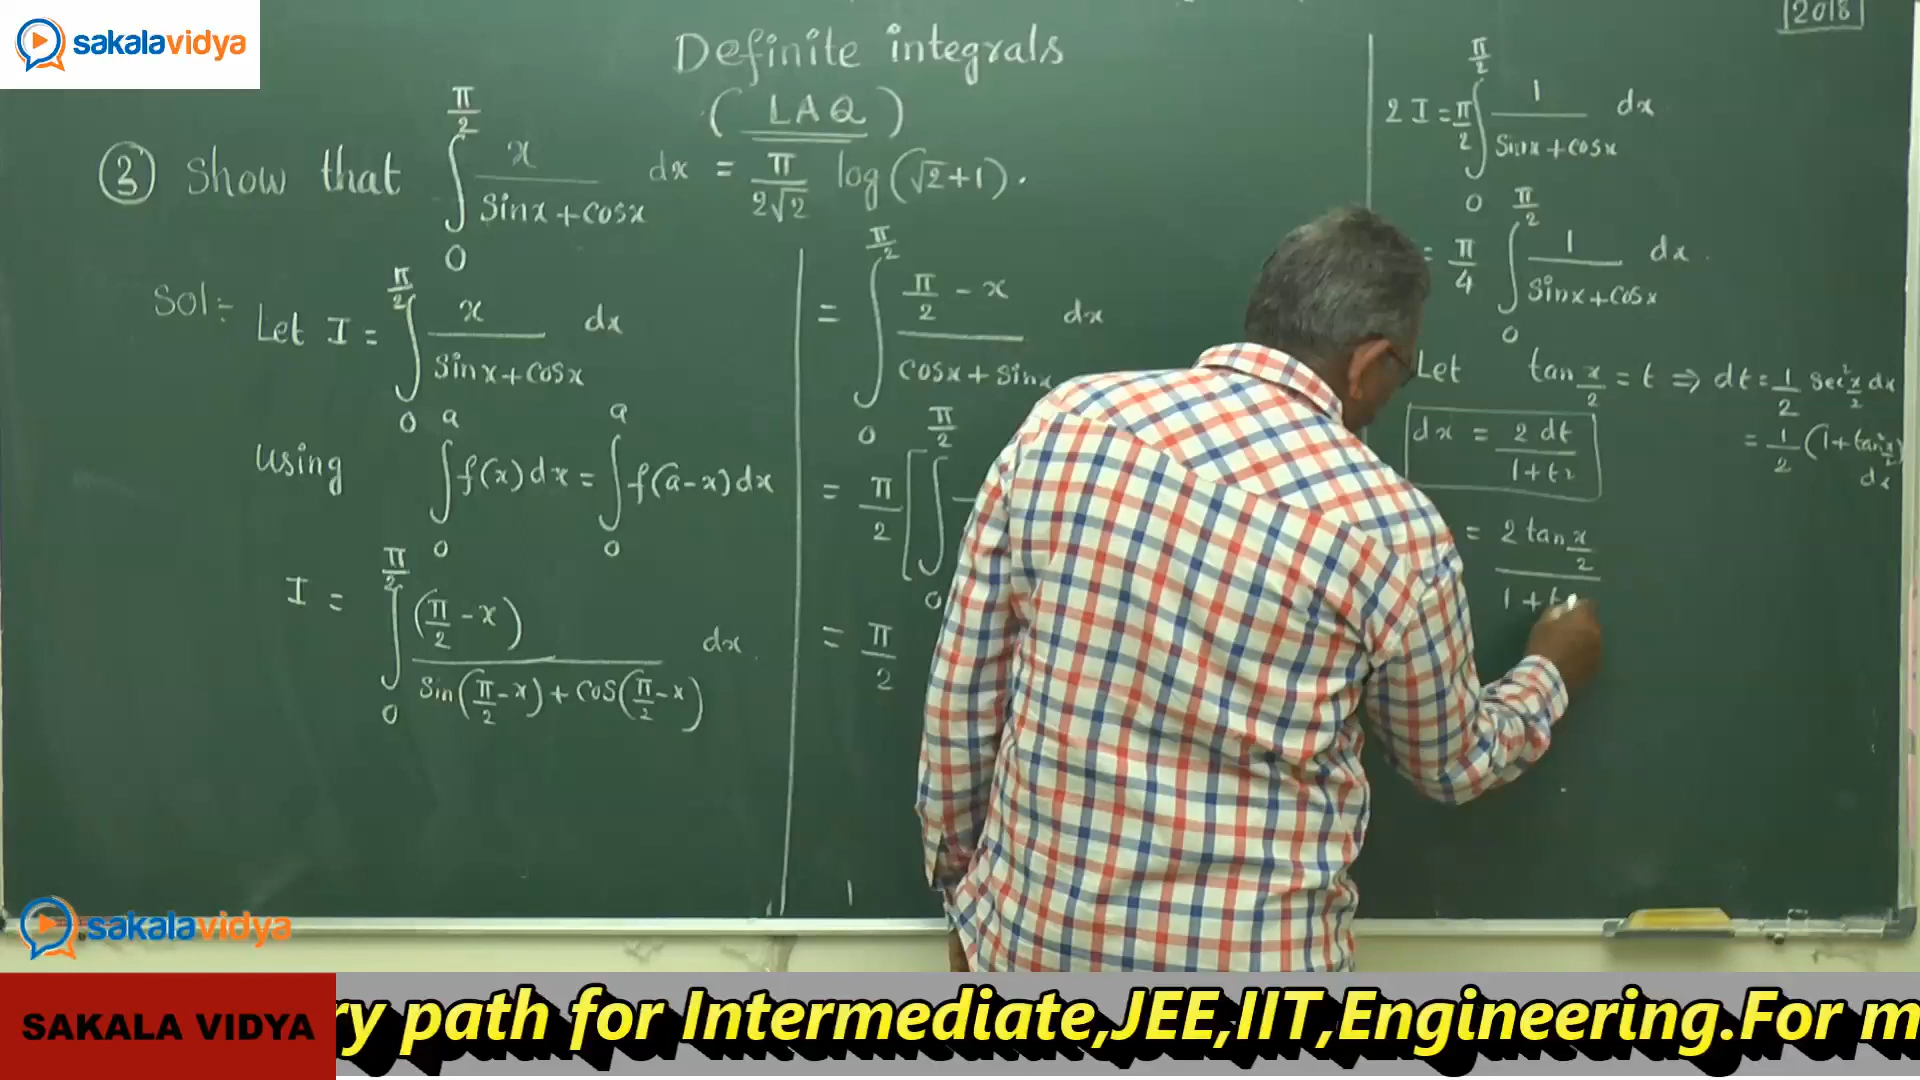 sakalavidya
Definite integrals
(LAQ)
③ Show that ∫₀^{π/2} x/(Sinx+Cosx) dx = π/(2√2) log(√2+1).
Sol:-
Let I = ∫₀^{π/2} x/(Sinx+Cosx) dx
using ∫₀^a f(x)dx = ∫₀^a f(a-x)dx
I = ∫₀^{π/2} (π/2-x)/(Sin(π/2-x)+Cos(π/2-x)) dx.
= ∫₀^{π/2} (π/2-x)/(Cosx+Sinx) dx
= π/2 [∫₀^{π/2}
= π/2
2018
2I = π/2 ∫₀^{π/2} 1/(Sinx+Cosx) dx
= π/4 ∫₀^{π/2} 1/(Sinx+Cosx) dx.
Let tan x/2 = t ⇒ dt = 1/2 Sec² x/2 dx
= 1/2 (1+tan² x/2) dx
dx = 2dt/(1+t2)
= 2tan x/2
1+t
sakalavidya
SAKALA VIDYA
path for Intermediate,JEE,IIT,Engineering.For